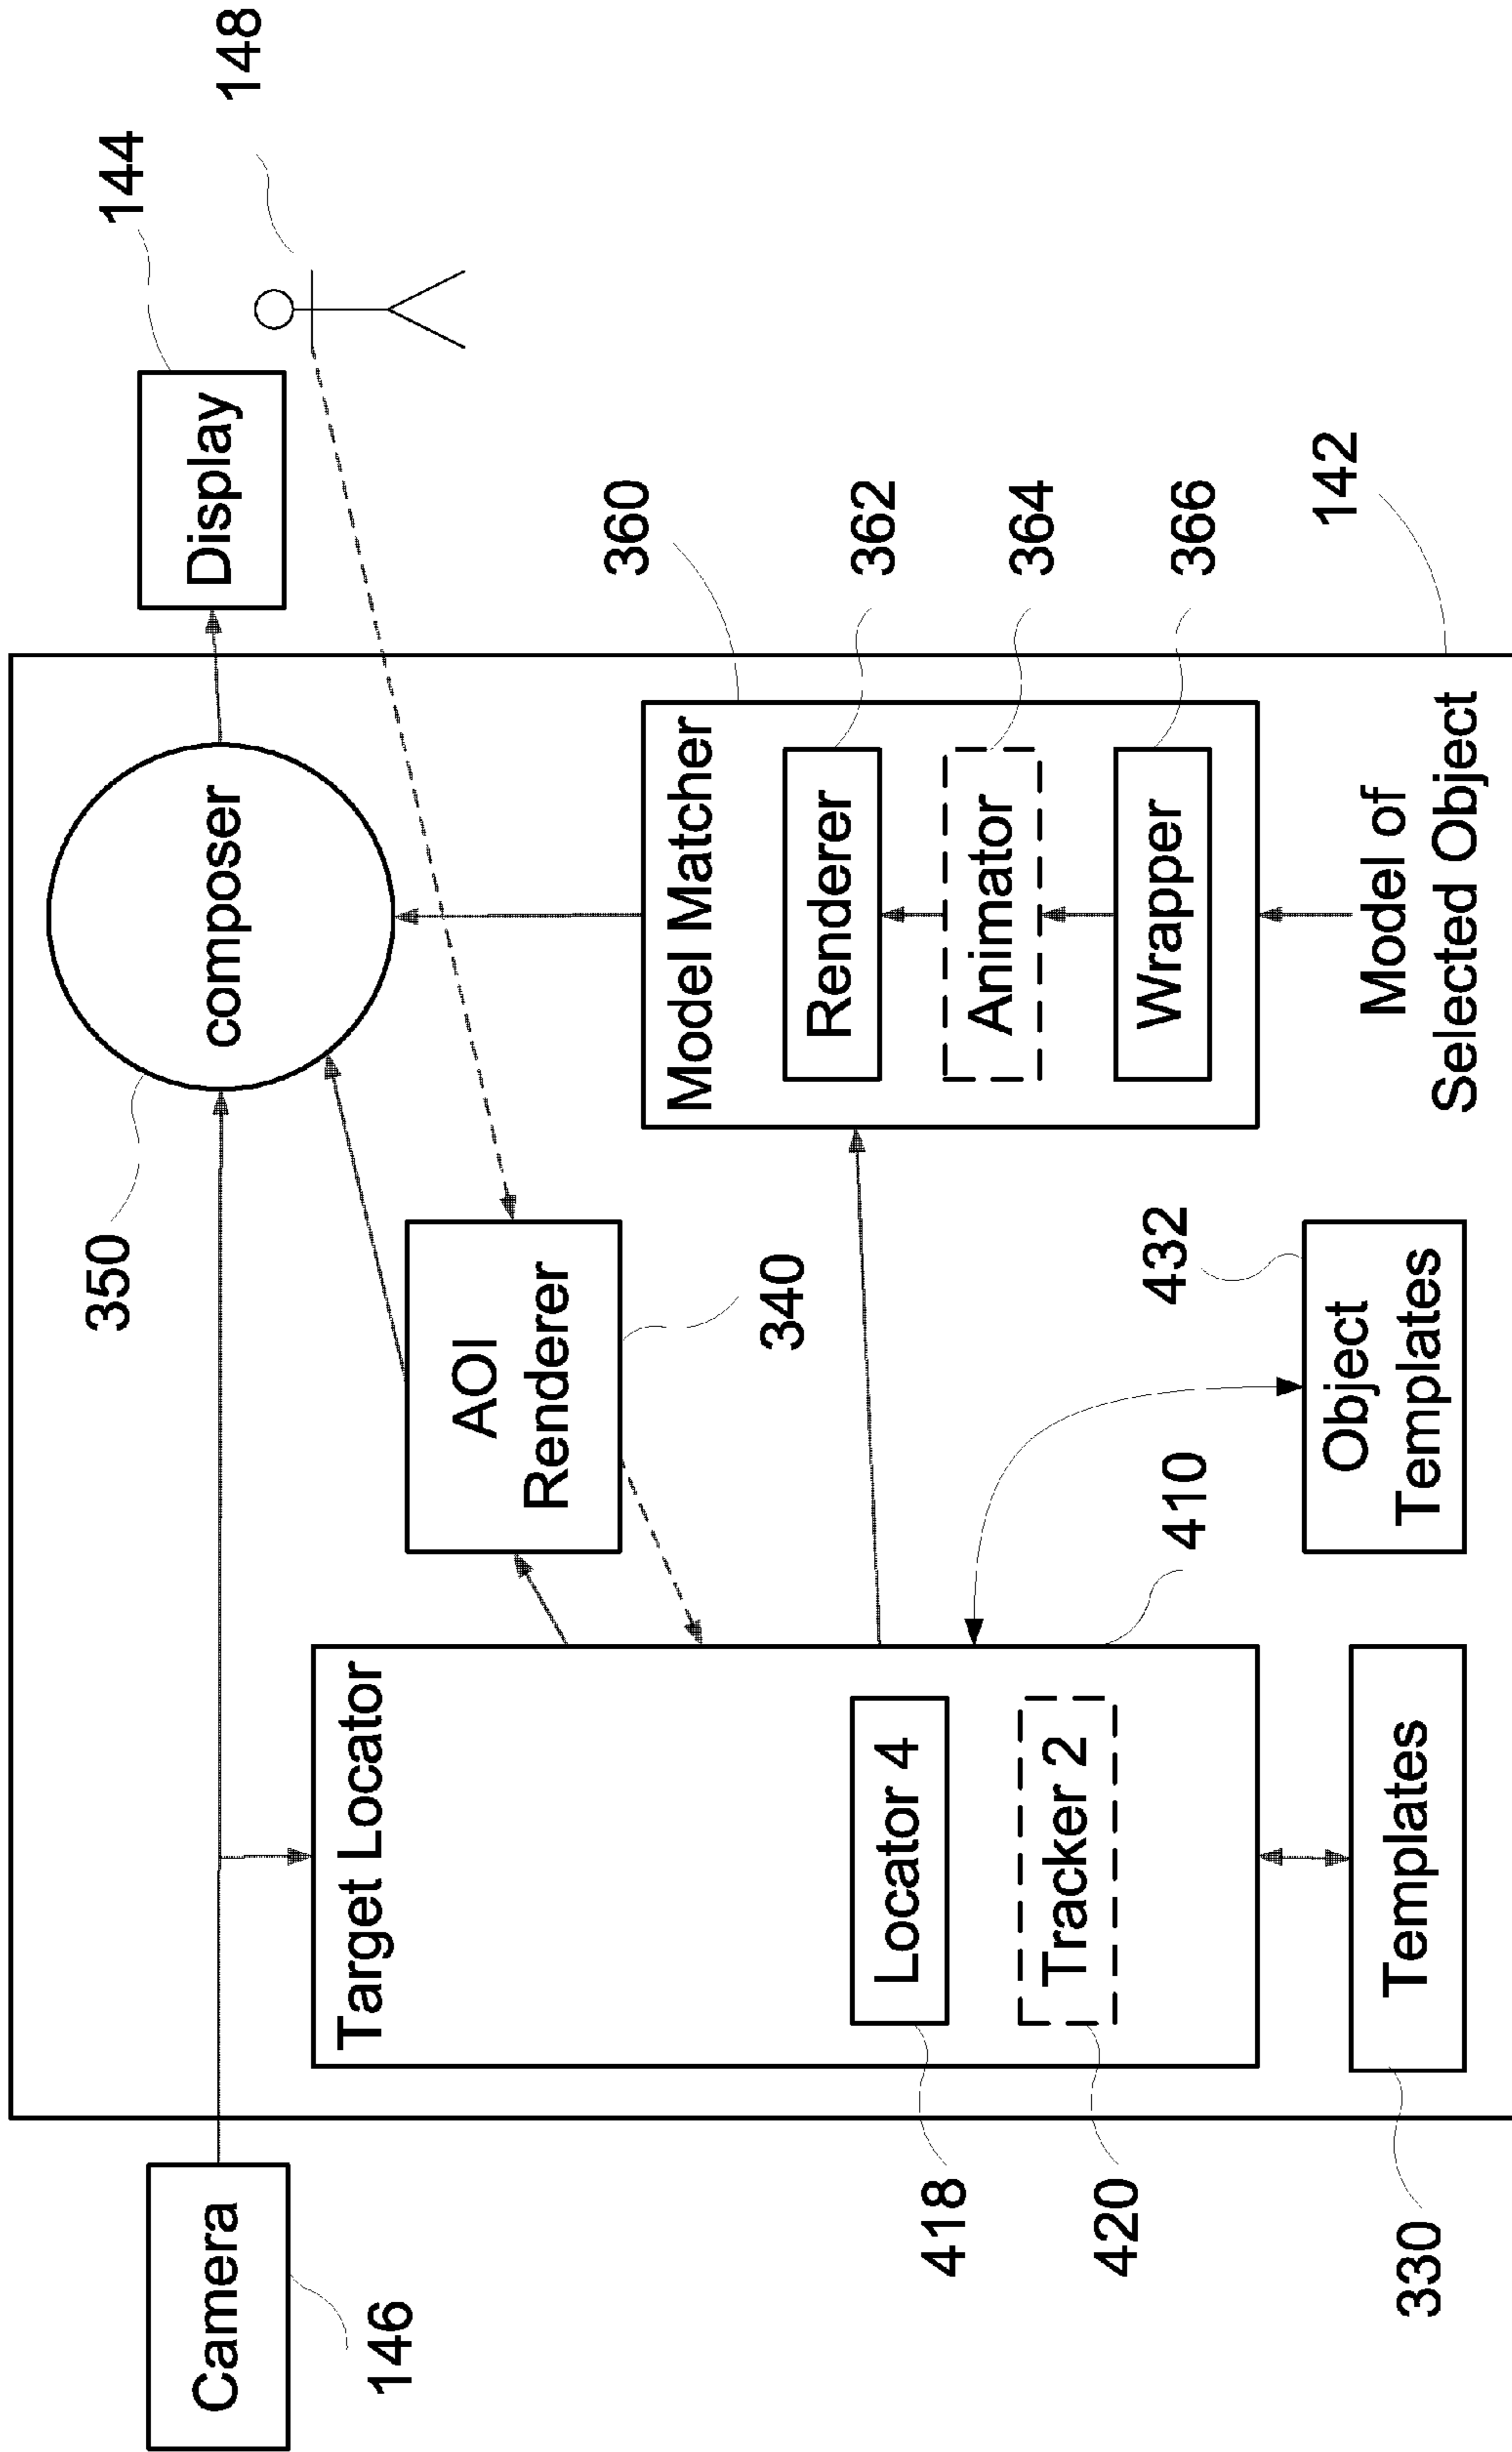 Camera
146
350
composer
Display
144
148
Target Locator
AOI
Renderer
340
Model Matcher
360
Renderer
362
Animator
364
Wrapper
366
Locator 4
418
Tracker 2
420
410
432
Object
Templates
Templates
330
Model of
Selected Object
142